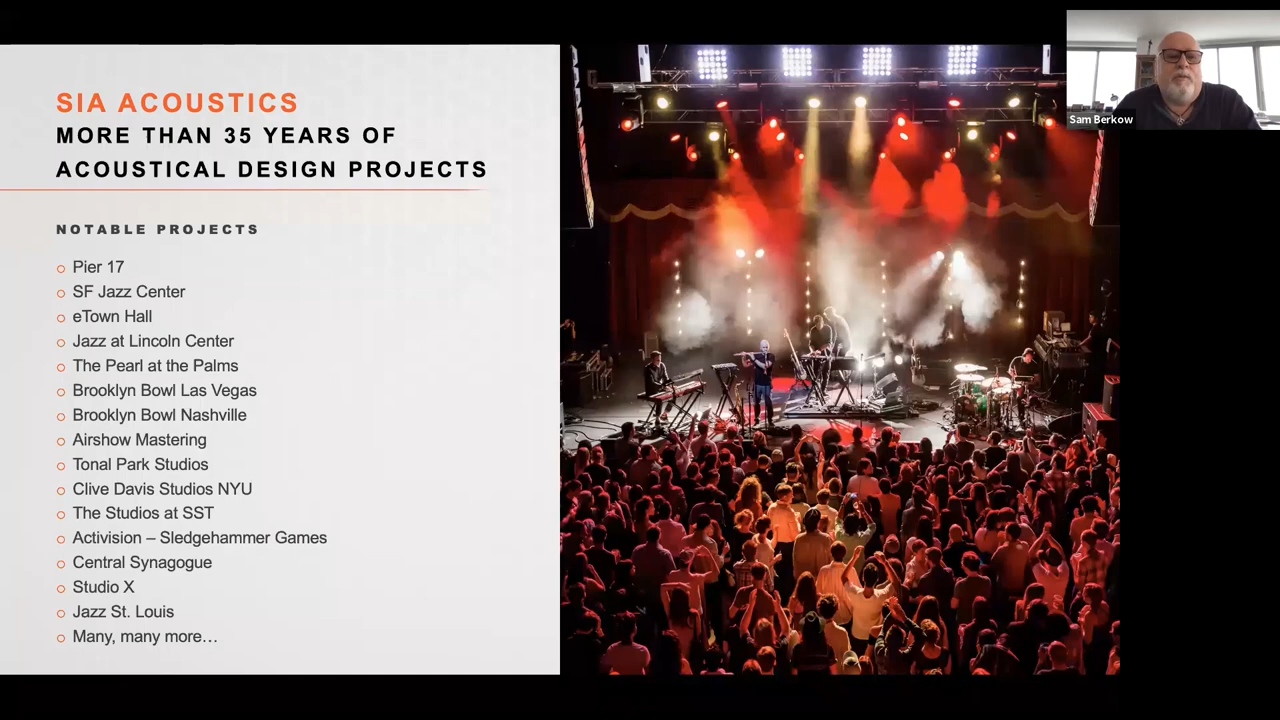 SIA ACOUSTICS
MORE THAN 35 YEARS OF
ACOUSTICAL DESIGN PROJECTS
NOTABLE PROJECTS
Pier 17
SF Jazz Center
eTown Hall
Jazz at Lincoln Center
The Pearl at the Palms
Brooklyn Bowl Las Vegas
Brooklyn Bowl Nashville
Airshow Mastering
Tonal Park Studios
Clive Davis Studios NYU
The Studios at SST
Activision – Sledgehammer Games
Central Synagogue
Studio X
Jazz St. Louis
Many, many more…
Sam Berkow